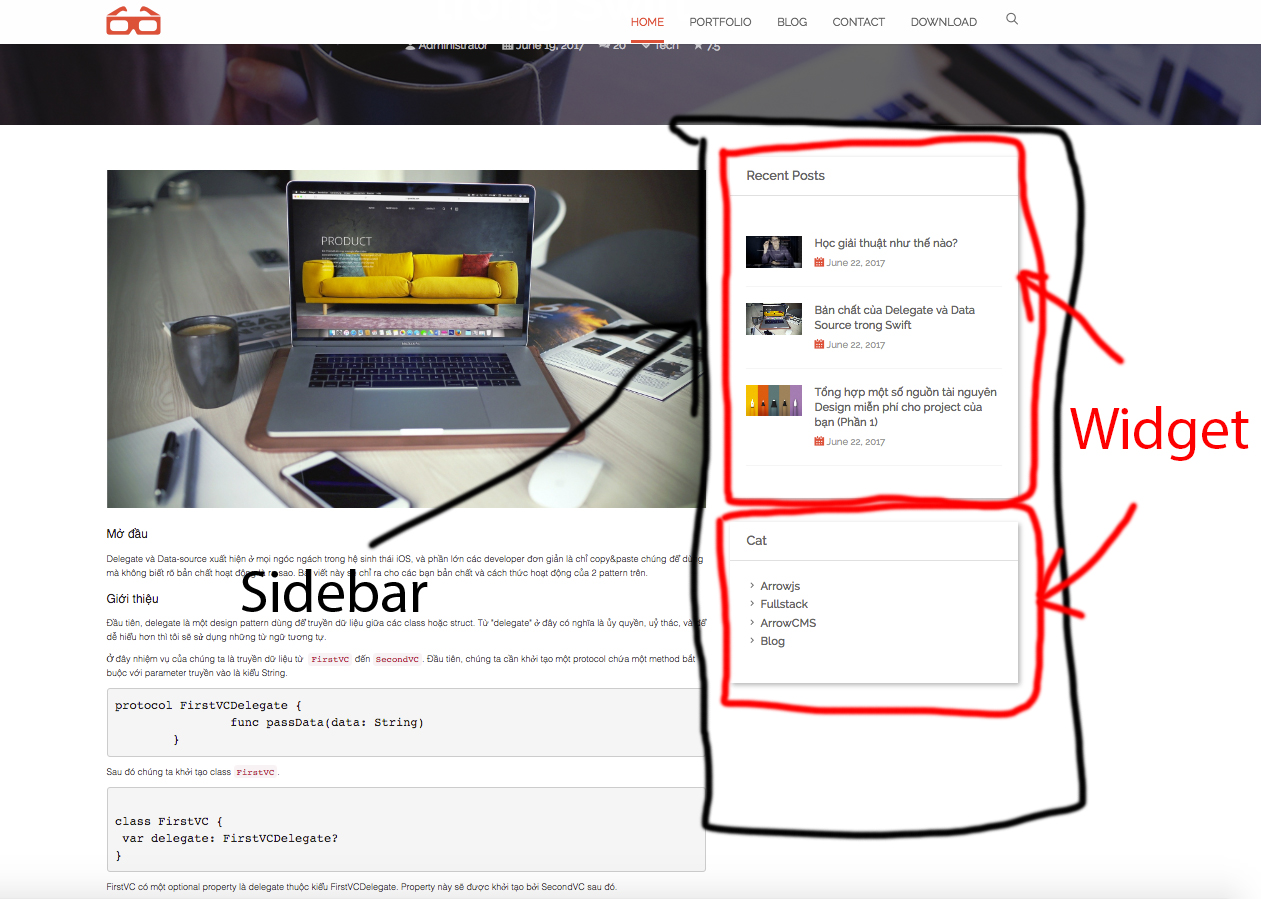 HOME PORTFOLIO BLOG CONTACT DOWNLOAD
Administrator June 19, 2017 20 Tech 75
PRODUCT
Mở đầu
Delegate và Data-source xuất hiện ở mọi ngóc ngách trong hệ sinh thái iOS, và phần lớn các developer đơn giản là chỉ copy&paste chúng để dùng
mà không biết rõ bản chất hoạt động là ra sao. Bài viết này sẽ chỉ ra cho các bạn bản chất và cách thức hoạt động của 2 pattern trên.
Giới thiệu
Sidebar
Đầu tiên, delegate là một design pattern dùng để truyền dữ liệu giữa các class hoặc struct. Từ "delegate" ở đây có nghĩa là ủy quyền, uỷ thác, và để
dễ hiểu hơn thì tôi sẽ sử dụng những từ ngữ tương tự.
Ở đây nhiệm vụ của chúng ta là truyền dữ liệu từ FirstVC đến SecondVC. Đầu tiên, chúng ta cần khởi tạo một protocol chứa một method bắt
buộc với parameter truyền vào là kiểu String.
protocol FirstVCDelegate {
func passData(data: String)
}
Sau đó chúng ta khởi tạo class FirstVC.
class FirstVC {
var delegate: FirstVCDelegate?
}
FirstVC có một optional property là delegate thuộc kiểu FirstVCDelegate. Property này sẽ được khởi tạo bởi SecondVC sau đó.
Recent Posts
Học giải thuật như thế nào?
June 22, 2017
Bản chất của Delegate và Data
Source trong Swift
June 22, 2017
Tổng hợp một số nguồn tài nguyên
Design miễn phí cho project của
bạn (Phần 1)
June 22, 2017
Widget
Cat
Arrowjs
Fullstack
ArrowCMS
Blog